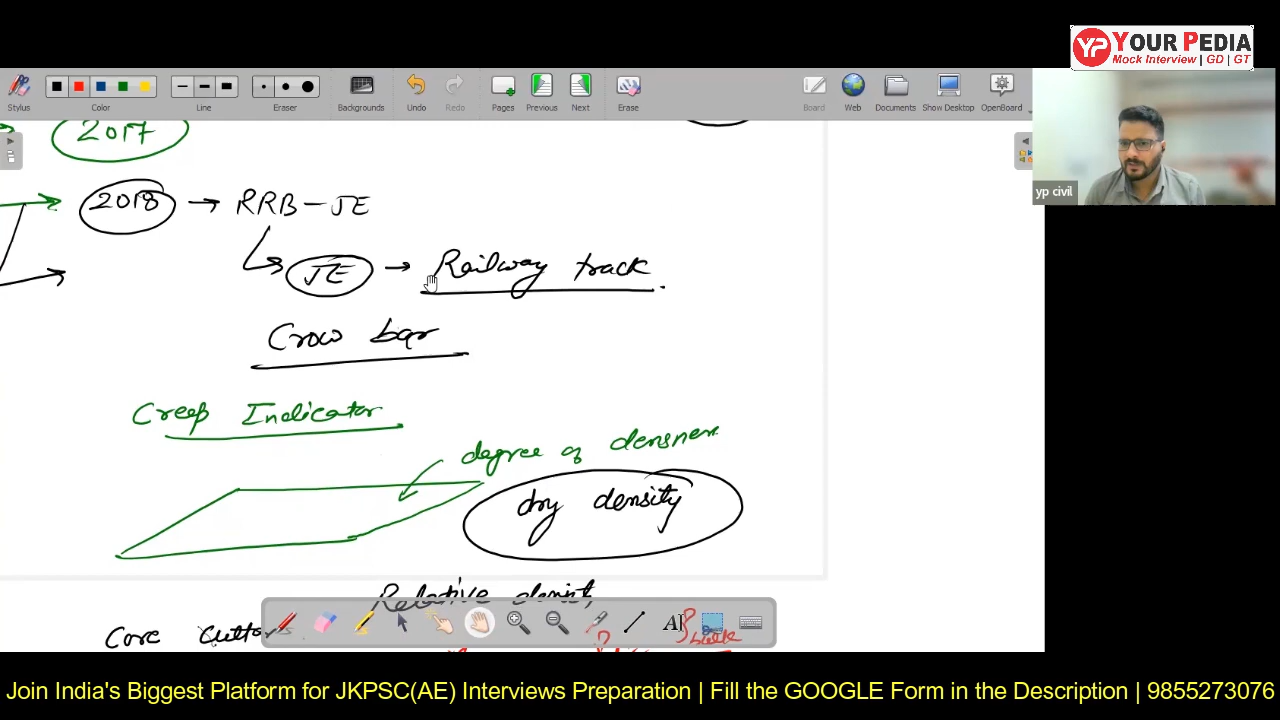 YP YOUR PEDIA
Mock Interview | GD | GT
Stylus
Color
Line
Eraser
Backgrounds
Undo
Redo
Pages
Previous
Next
Erase
Board
Web
Documents
Show Desktop
OpenBoard
2017
2018 → RRB-JE
JE → Railway track.
Crow bar
Creep Indicator
degree of densness
dry density
Relative
Core Cutter
ρbulk
yp civil
Join India's Biggest Platform for JKPSC(AE) Interviews Preparation | Fill the GOOGLE Form in the Description | 9855273076